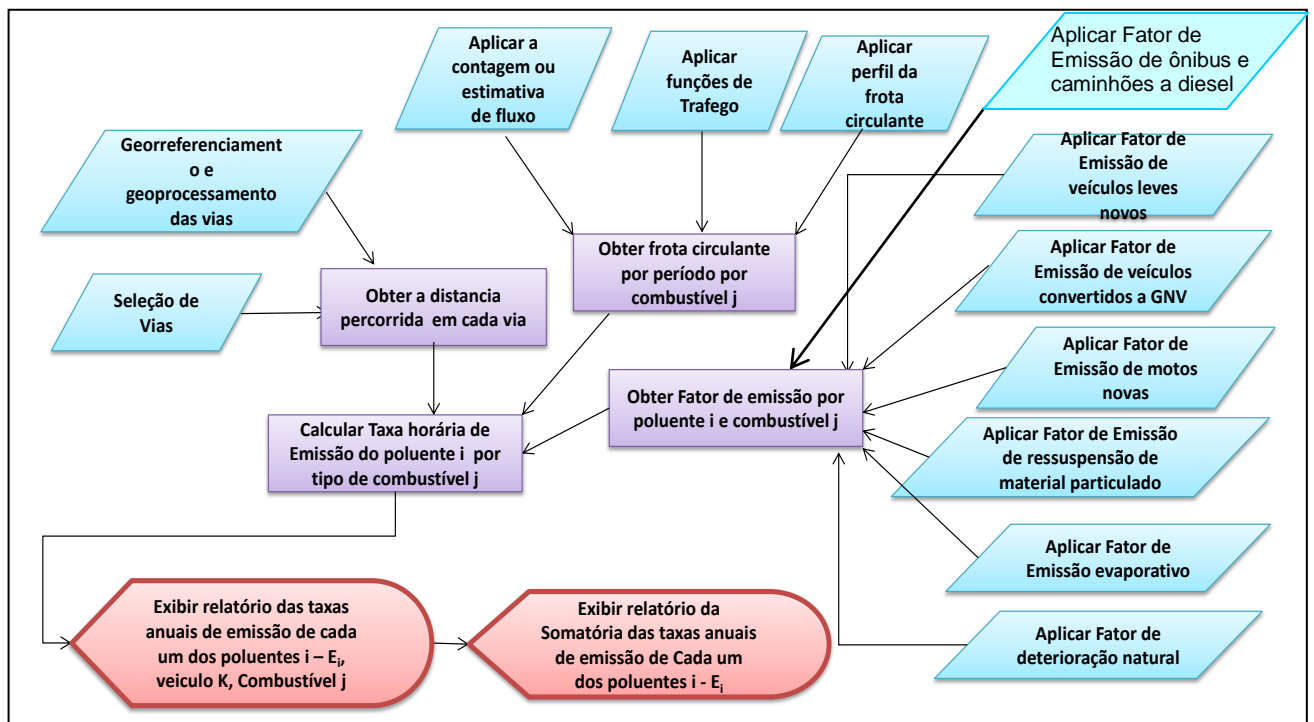 Aplicar a
contagem ou
estimativa
de fluxo
Aplicar
funções de
Trafego
Aplicar
perfil da
frota
circulante
Aplicar Fator de
Emissão de ônibus e
caminhões a diesel
Georreferenciament
o e
geoprocessamento
das vias
Aplicar Fator de
Emissão de
veículos leves
novos
Obter frota circulante
por período por
combustível j
Aplicar Fator de
Emissão de veículos
convertidos a GNV
Seleção de
Vias
Obter a distancia
percorrida em cada via
Aplicar Fator de
Emissão de motos
novas
Obter Fator de emissão por
poluente i e combustível j
Calcular Taxa horária de
Emissão do poluente i por
tipo de combustível j
Aplicar Fator de Emissão
de ressuspensão de
material particulado
Aplicar Fator de
Emissão evaporativo
Exibir relatório das taxas
anuais de emissão de cada
um dos poluentes i – Ei,
veiculo K, Combustível j
Exibir relatório da
Somatória das taxas anuais
de emissão de Cada um
dos poluentes i - Ei
Aplicar Fator de
deterioração natural